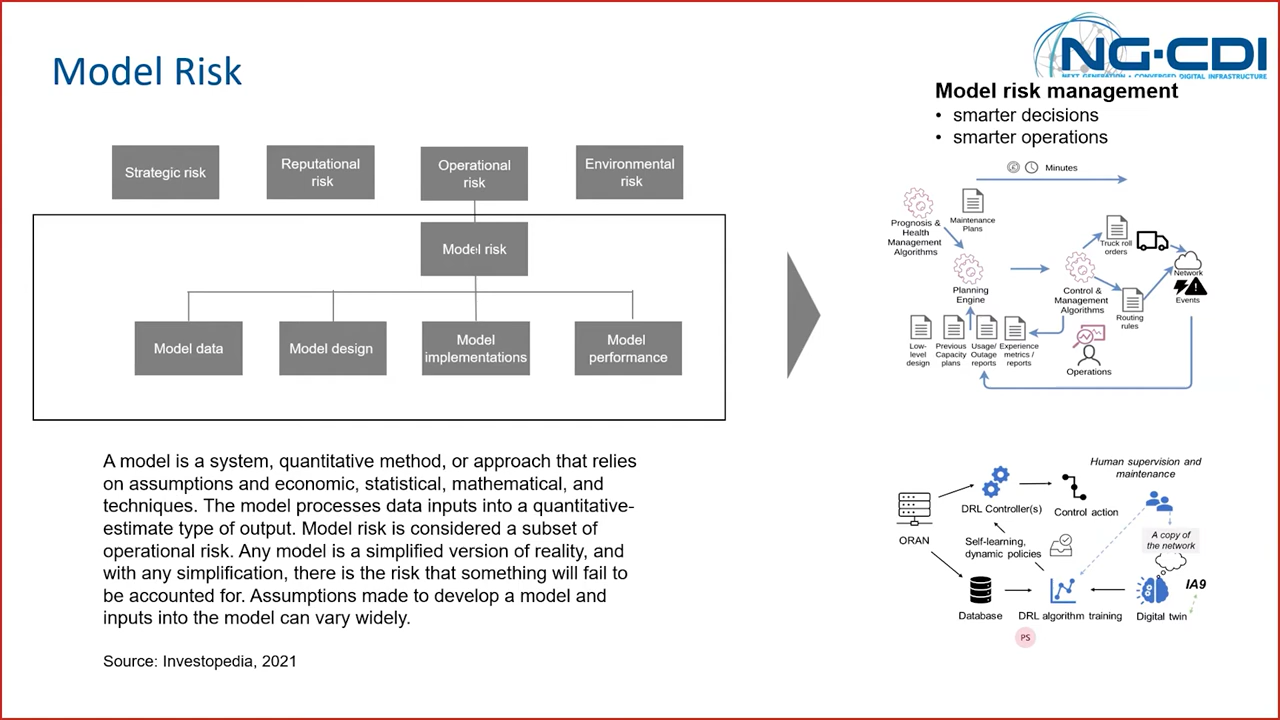 Model Risk
NG-CDI
NEXT GENERATION • CONVERGED DIGITAL INFRASTRUCTURE
Model risk management
• smarter decisions
• smarter operations
Strategic risk
Reputational
risk
Operational
risk
Environmental
risk
Model risk
Model data
Model design
Model
implementations
Model
performance
A model is a system, quantitative method, or approach that relies
on assumptions and economic, statistical, mathematical, and
techniques. The model processes data inputs into a quantitative-
estimate type of output. Model risk is considered a subset of
operational risk. Any model is a simplified version of reality, and
with any simplification, there is the risk that something will fail to
be accounted for. Assumptions made to develop a model and
inputs into the model can vary widely.
Source: Investopedia, 2021
Minutes
Prognosis &
Health
Management
Algorithms
Maintenance
Plans
Planning
Engine
Control &
Management
Algorithms
Truck roll
orders
Network
Events
Routing
rules
Low-
level
design
Previous
Capacity
plans
Usage/
Outage
reports
Experience
metrics /
reports
Operations
Human supervision and
maintenance
DRL Controller(s)
Control action
ORAN
Self-learning,
dynamic policies
A copy of
the network
IA9
Database
DRL algorithm training
Digital twin
PS